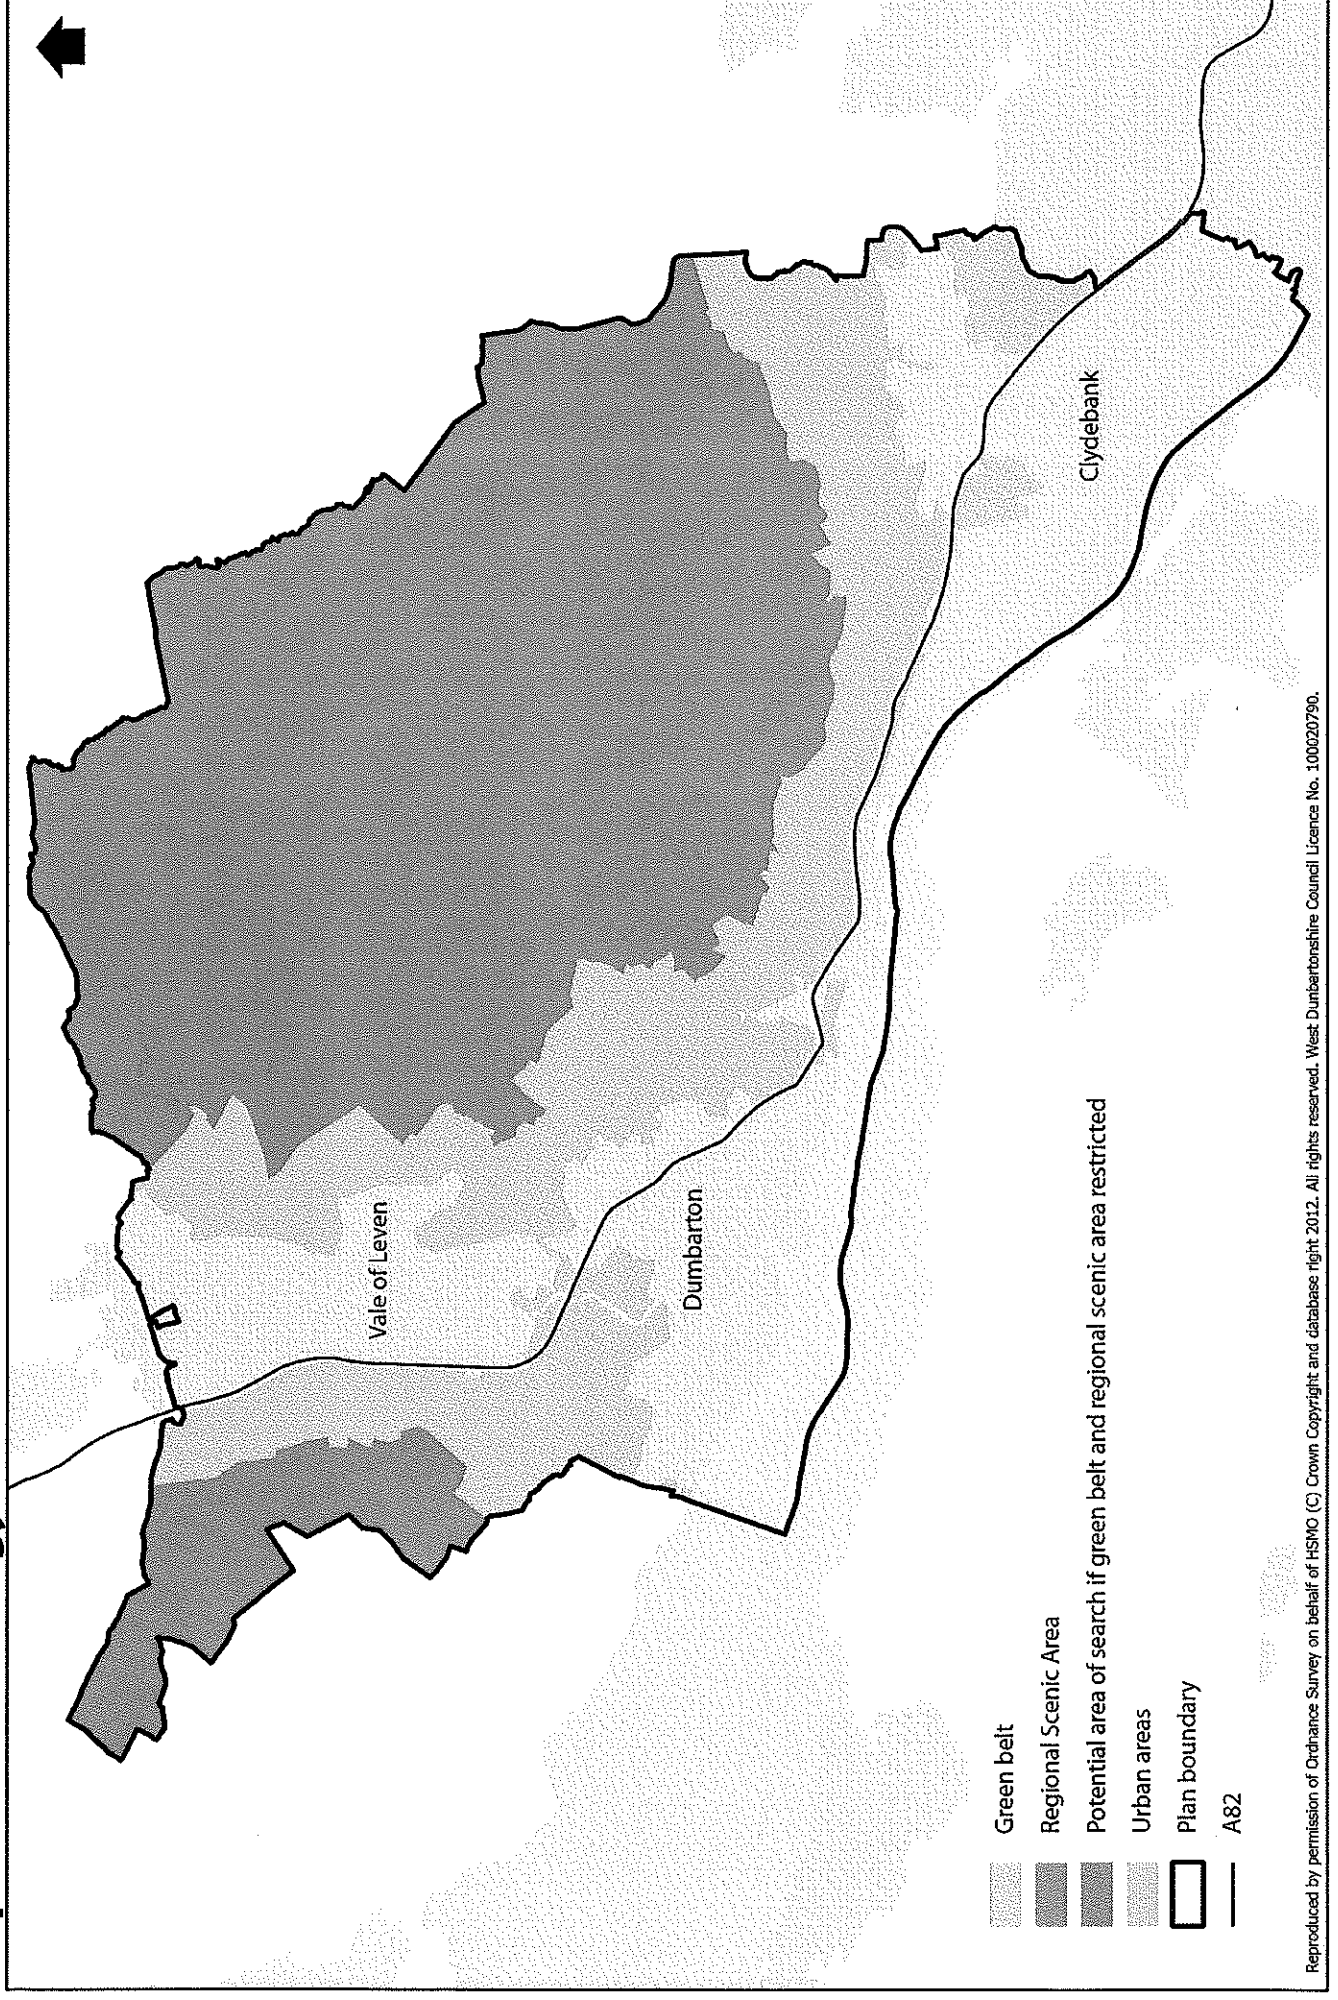 Vale of Leven
Dumbarton
Clydebank
Green belt
Regional Scenic Area
Potential area of search if green belt and regional scenic area restricted
Urban areas
Plan boundary
A82
Reproduced by permission of Ordnance Survey on behalf of HSMO (C) Crown Copyright and database right 2012. All rights reserved. West Dunbartonshire Council Licence No. 100020790.